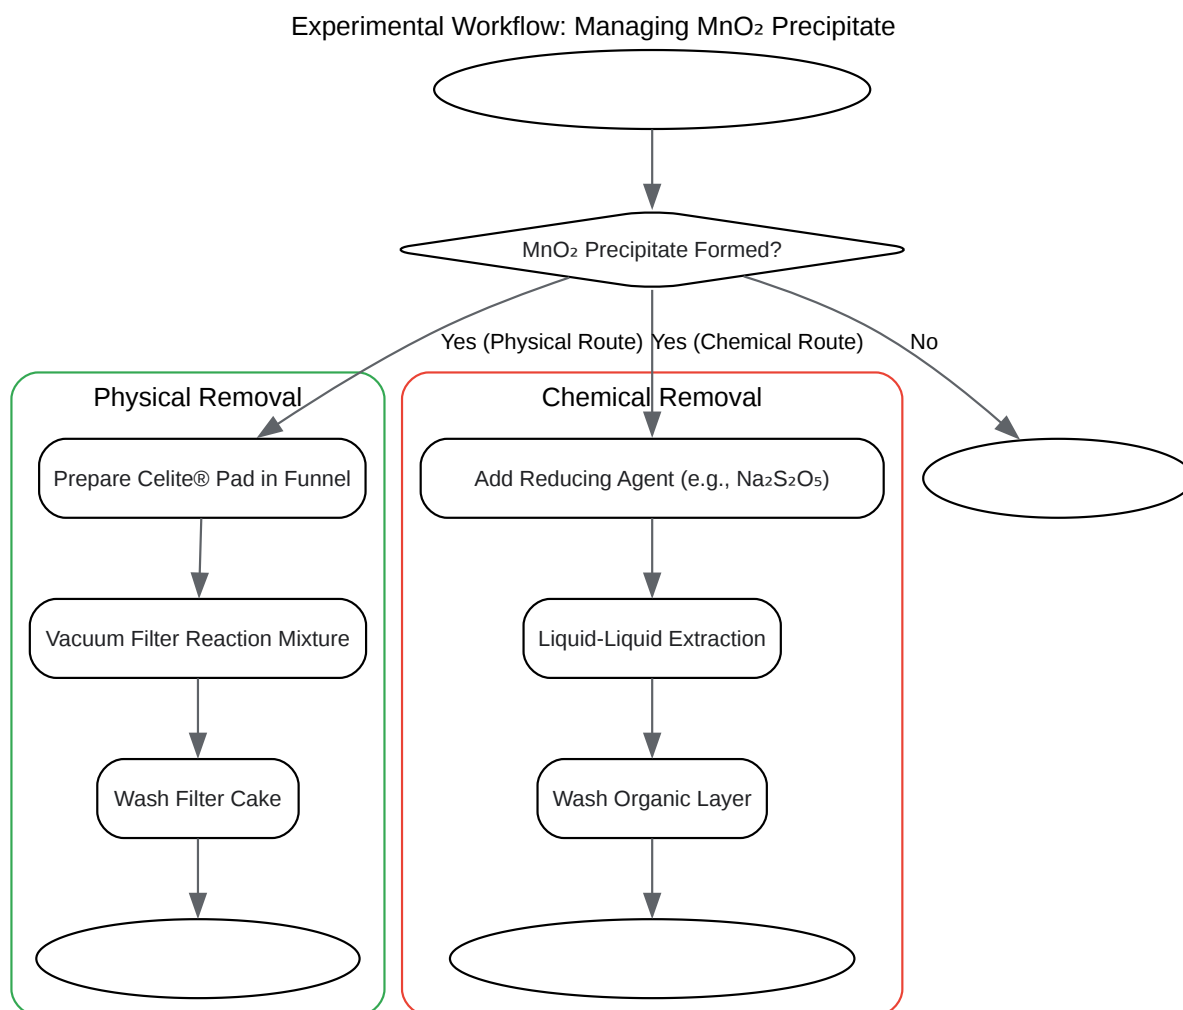 Experimental Workflow: Managing MnO₂ Precipitate
MnO₂ Precipitate Formed?
Yes (Physical Route)
Yes (Chemical Route)
No
Physical Removal
Chemical Removal
Prepare Celite® Pad in Funnel
Add Reducing Agent (e.g., Na₂S₂O₅)
Vacuum Filter Reaction Mixture
Liquid-Liquid Extraction
Wash Filter Cake
Wash Organic Layer